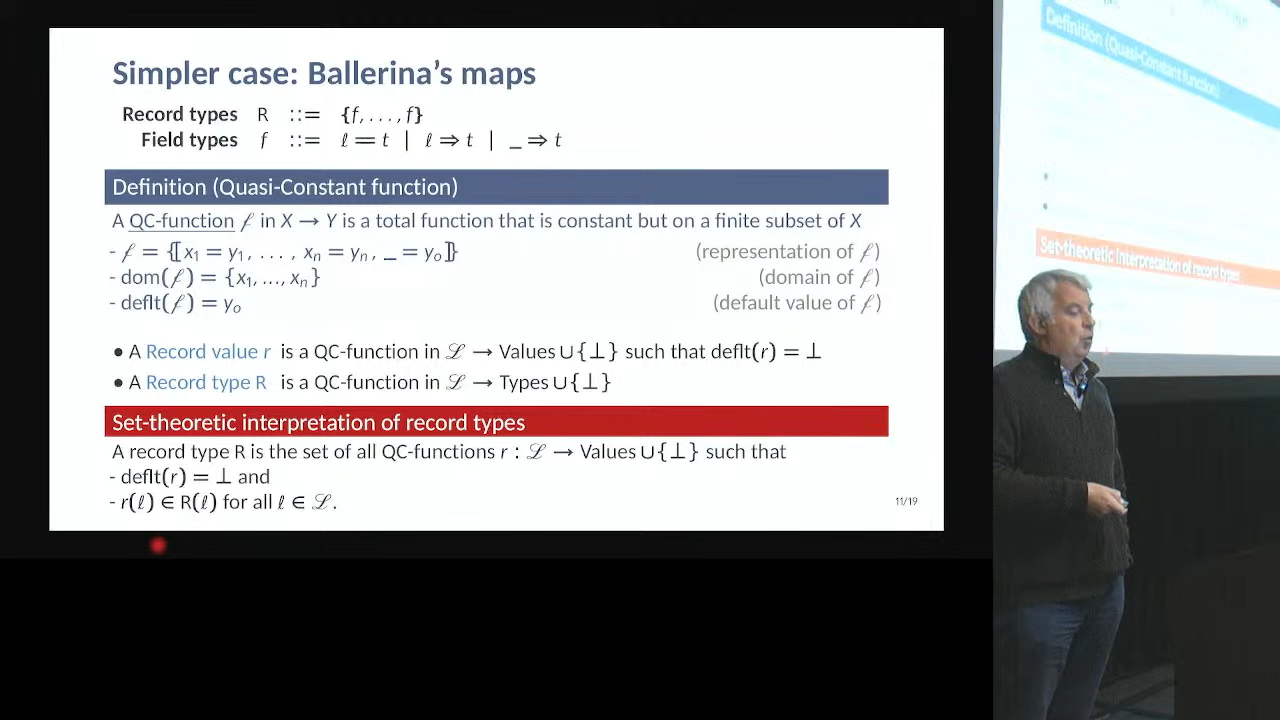 Simpler case: Ballerina's maps
Record types R ::= {f, . . . , f}
Field types f ::= ℓ = t | ℓ ⇒ t | _ ⇒ t
Definition (Quasi-Constant function)
A QC-function 𝒻 in X → Y is a total function that is constant but on a finite subset of X
- 𝒻 = {[ x₁ = y₁, . . . , xₙ = yₙ, _ = yₒ ]} (representation of 𝒻)
- dom(𝒻) = {x₁, ..., xₙ} (domain of 𝒻)
- deflt(𝒻) = yₒ (default value of 𝒻)
• A Record value r is a QC-function in ℒ → Values ∪{⊥} such that deflt(r) = ⊥
• A Record type R is a QC-function in ℒ → Types ∪{⊥}
Set-theoretic interpretation of record types
A record type R is the set of all QC-functions r : ℒ → Values ∪{⊥} such that
- deflt(r) = ⊥ and
- r(ℓ) ∈ R(ℓ) for all ℓ ∈ ℒ.
11/19
Definition (Quasi-Constant function)
Set-theoretic interpretation of record types